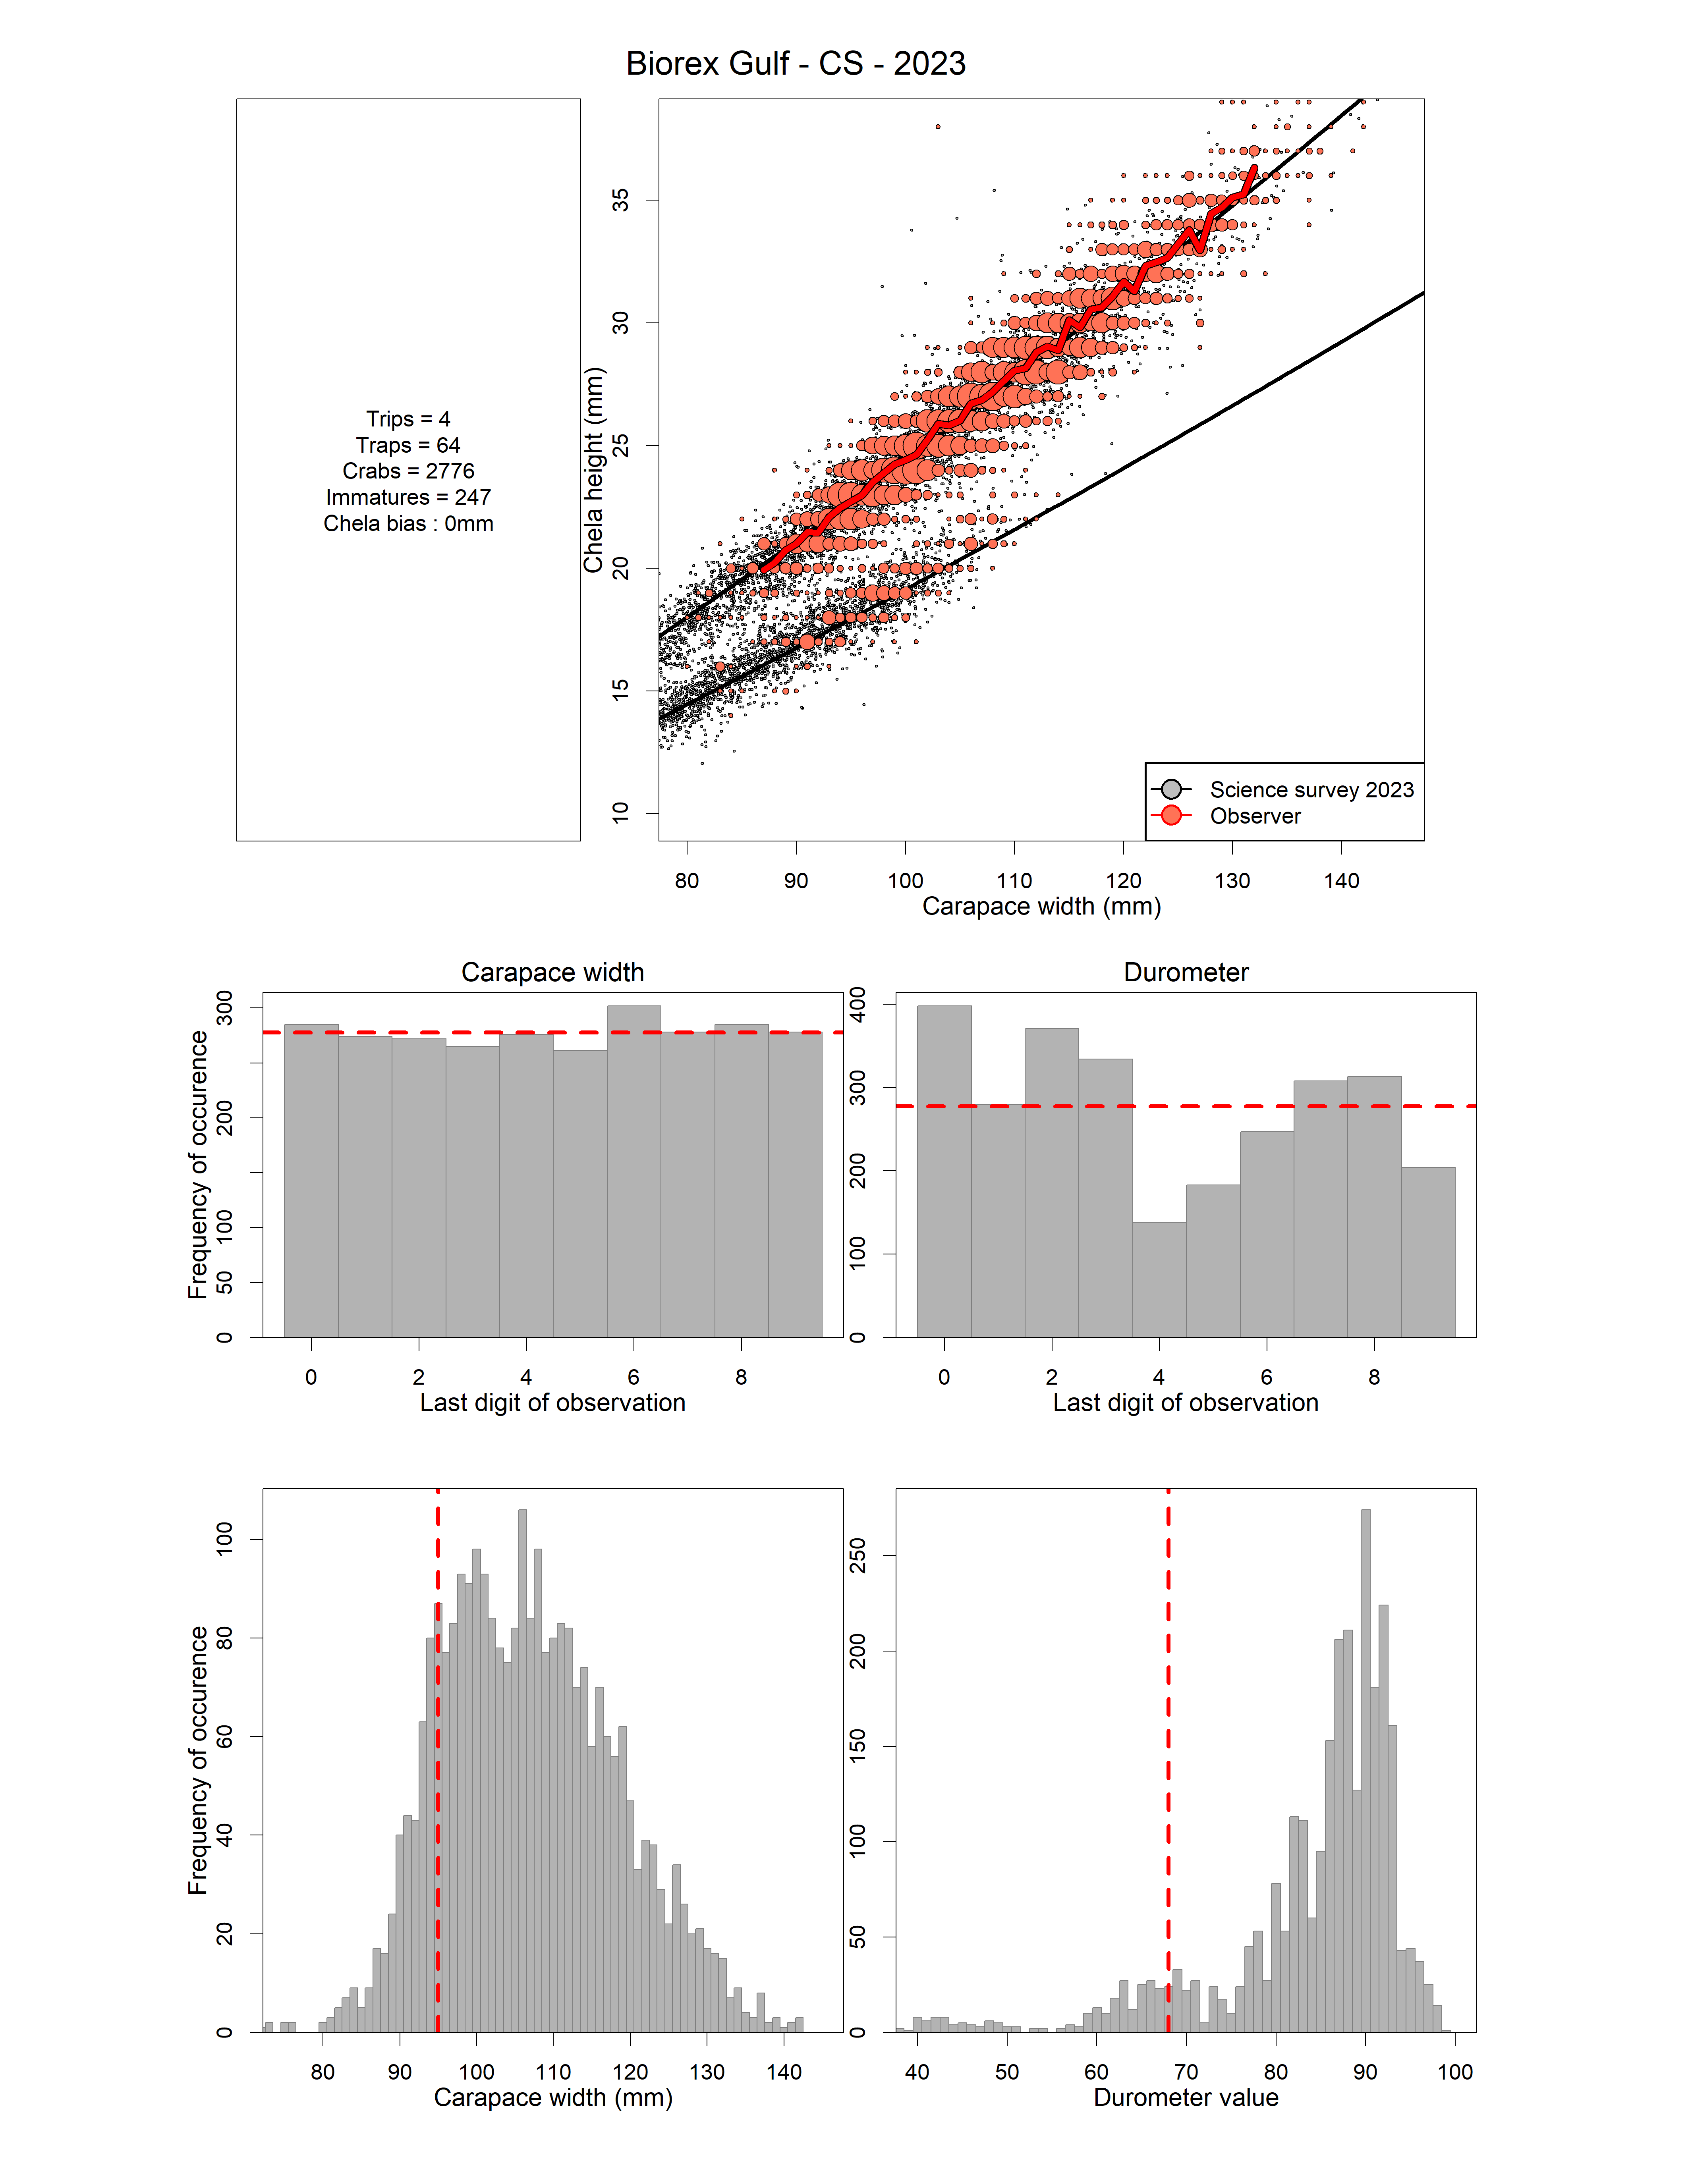 Biorex Gulf - CS - 2023
Trips = 4
Traps = 64
Crabs = 2776
Immatures = 247
Chela bias : 0mm
Chela height (mm)
35
30
25
20
15
10
Science survey 2023
Observer
80 90 100 110 120 130 140
Carapace width (mm)
Carapace width
Frequency of occurence
300
200
100
50
0
0 2 4 6 8
Last digit of observation
Durometer
400
300
200
100
0
0 2 4 6 8
Last digit of observation
Frequency of occurence
100
80
60
40
20
0
80 90 100 110 120 130 140
Carapace width (mm)
250
200
150
100
50
0
40 50 60 70 80 90 100
Durometer value